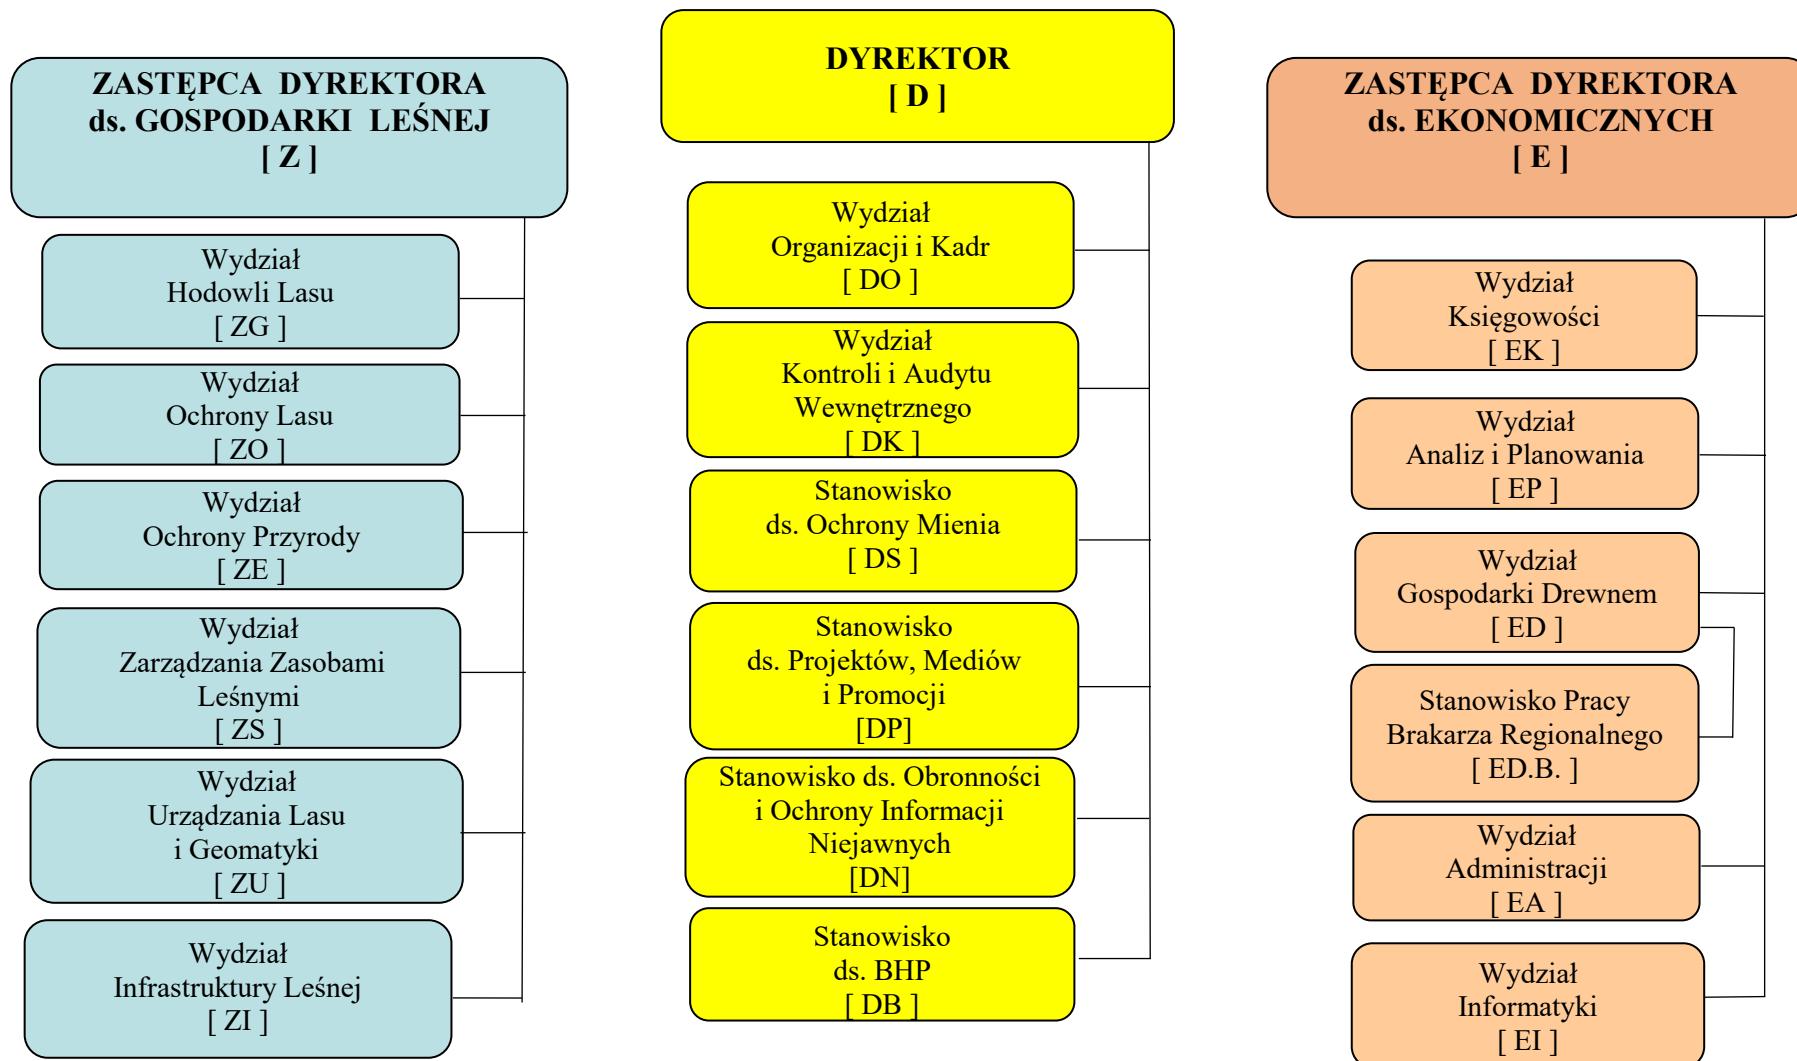 ZASTĘPCA DYREKTORA
ds. GOSPODARKI LEŚNEJ
[ Z ]
Wydział
Hodowli Lasu
[ ZG ]
Wydział
Ochrony Lasu
[ ZO ]
Wydział
Ochrony Przyrody
[ ZE ]
Wydział
Zarządzania Zasobami
Leśnymi
[ ZS ]
Wydział
Urządzania Lasu
i Geomatyki
[ ZU ]
Wydział
Infrastruktury Leśnej
[ ZI ]
DYREKTOR
[ D ]
Wydział
Organizacji i Kadr
[ DO ]
Wydział
Kontroli i Audytu
Wewnętrznego
[ DK ]
Stanowisko
ds. Ochrony Mienia
[ DS ]
Stanowisko
ds. Projektów, Mediów
i Promocji
[DP]
Stanowisko ds. Obronności
i Ochrony Informacji
Niejawnych
[DN]
Stanowisko
ds. BHP
[ DB ]
ZASTĘPCA DYREKTORA
ds. EKONOMICZNYCH
[ E ]
Wydział
Księgowości
[ EK ]
Wydział
Analiz i Planowania
[ EP ]
Wydział
Gospodarki Drewnem
[ ED ]
Stanowisko Pracy
Brakarza Regionalnego
[ ED.B. ]
Wydział
Administracji
[ EA ]
Wydział
Informatyki
[ EI ]